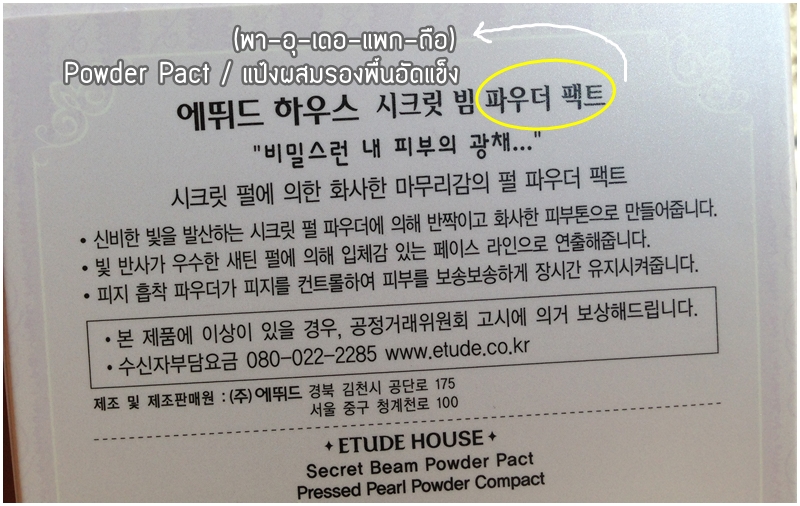 (พา-อุ-เดอ-แพก-ถือ)
Powder Pact / แป้งผสมรองพื้นอัดแข็ง
에뛰드 하우스 시크릿 빔 파우더 팩트
"비밀스런 내 피부의 광채..."
시크릿 펄에 의한 화사한 마무리감의 펄 파우더 팩트
• 신비한 빛을 발산하는 시크릿 펄 파우더에 의해 반짝이고 화사한 피부톤으로 만들어줍니다.
• 빛 반사가 우수한 새틴 펄에 의해 입체감 있는 페이스 라인으로 연출해줍니다.
• 피지 흡착 파우더가 피지를 컨트롤하여 피부를 보송보송하게 장시간 유지시켜줍니다.
• 본 제품에 이상이 있을 경우, 공정거래위원회 고시에 의거 보상해드립니다.
• 수신자부담요금 080-022-2285 www.etude.co.kr
제조 및 제조판매원 : (주)에뛰드 경북 김천시 공단로 175
서울 중구 청계천로 100
ETUDE HOUSE
Secret Beam Powder Pact
Pressed Pearl Powder Compact